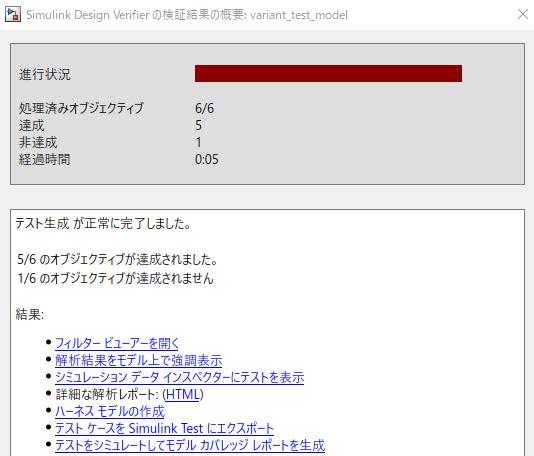 Simulink Design Verifier の検証結果の概要: variant_test_model
進行状況
処理済みオブジェクティブ 6/6
達成 5
非達成 1
経過時間 0:05
テスト生成 が正常に完了しました。
5/6 のオブジェクティブが達成されました。
1/6 のオブジェクティブが達成されません
結果:
• フィルター ビューアーを開く
• 解析結果をモデル上で強調表示
• シミュレーション データ インスペクターにテストを表示
• 詳細な解析レポート: (HTML)
• ハーネス モデルの作成
• テスト ケースを Simulink Test にエクスポート
• テストをシミュレートしてモデル カバレッジ レポートを生成